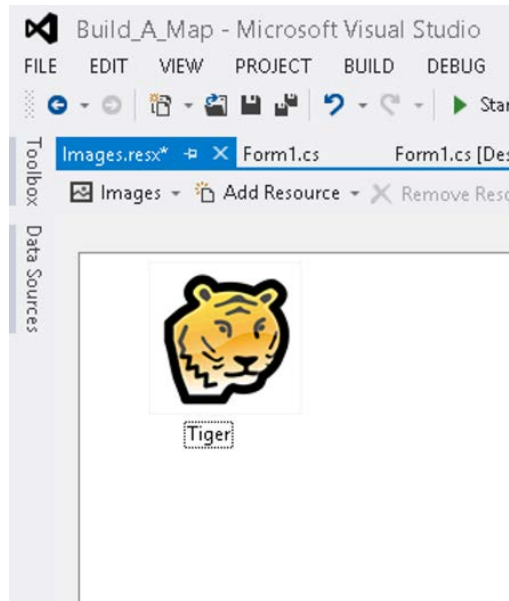 Build_A_Map - Microsoft Visual Studio
FILE EDIT VIEW PROJECT BUILD DEBUG
Toolbox
Data Sources
Images.resx* Form1.cs Form1.cs [Des
Images Add Resource Remove Reso
Tiger